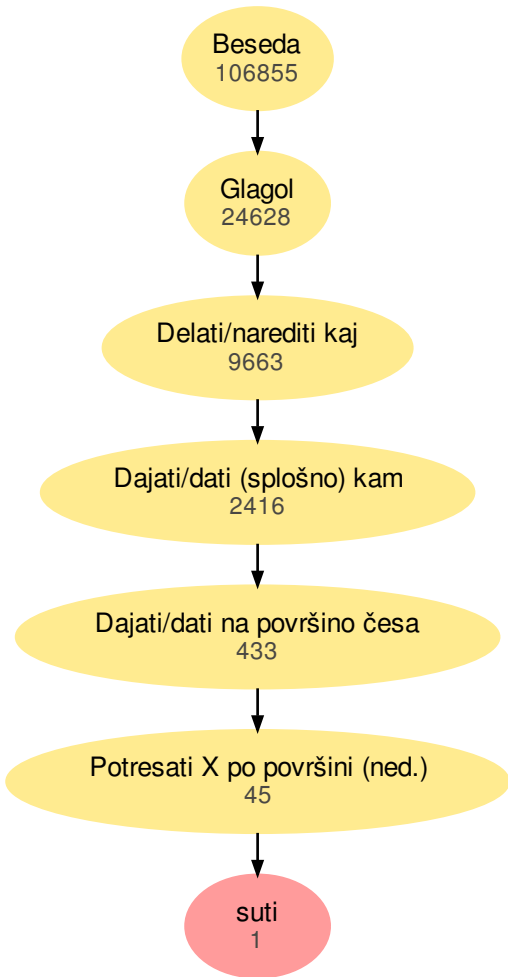 Beseda
106855
Glagol
24628
Delati/narediti kaj
9663
Dajati/dati (splošno) kam
2416
Dajati/dati na površino česa
433
Potresati X po površini (ned.)
45
suti
1